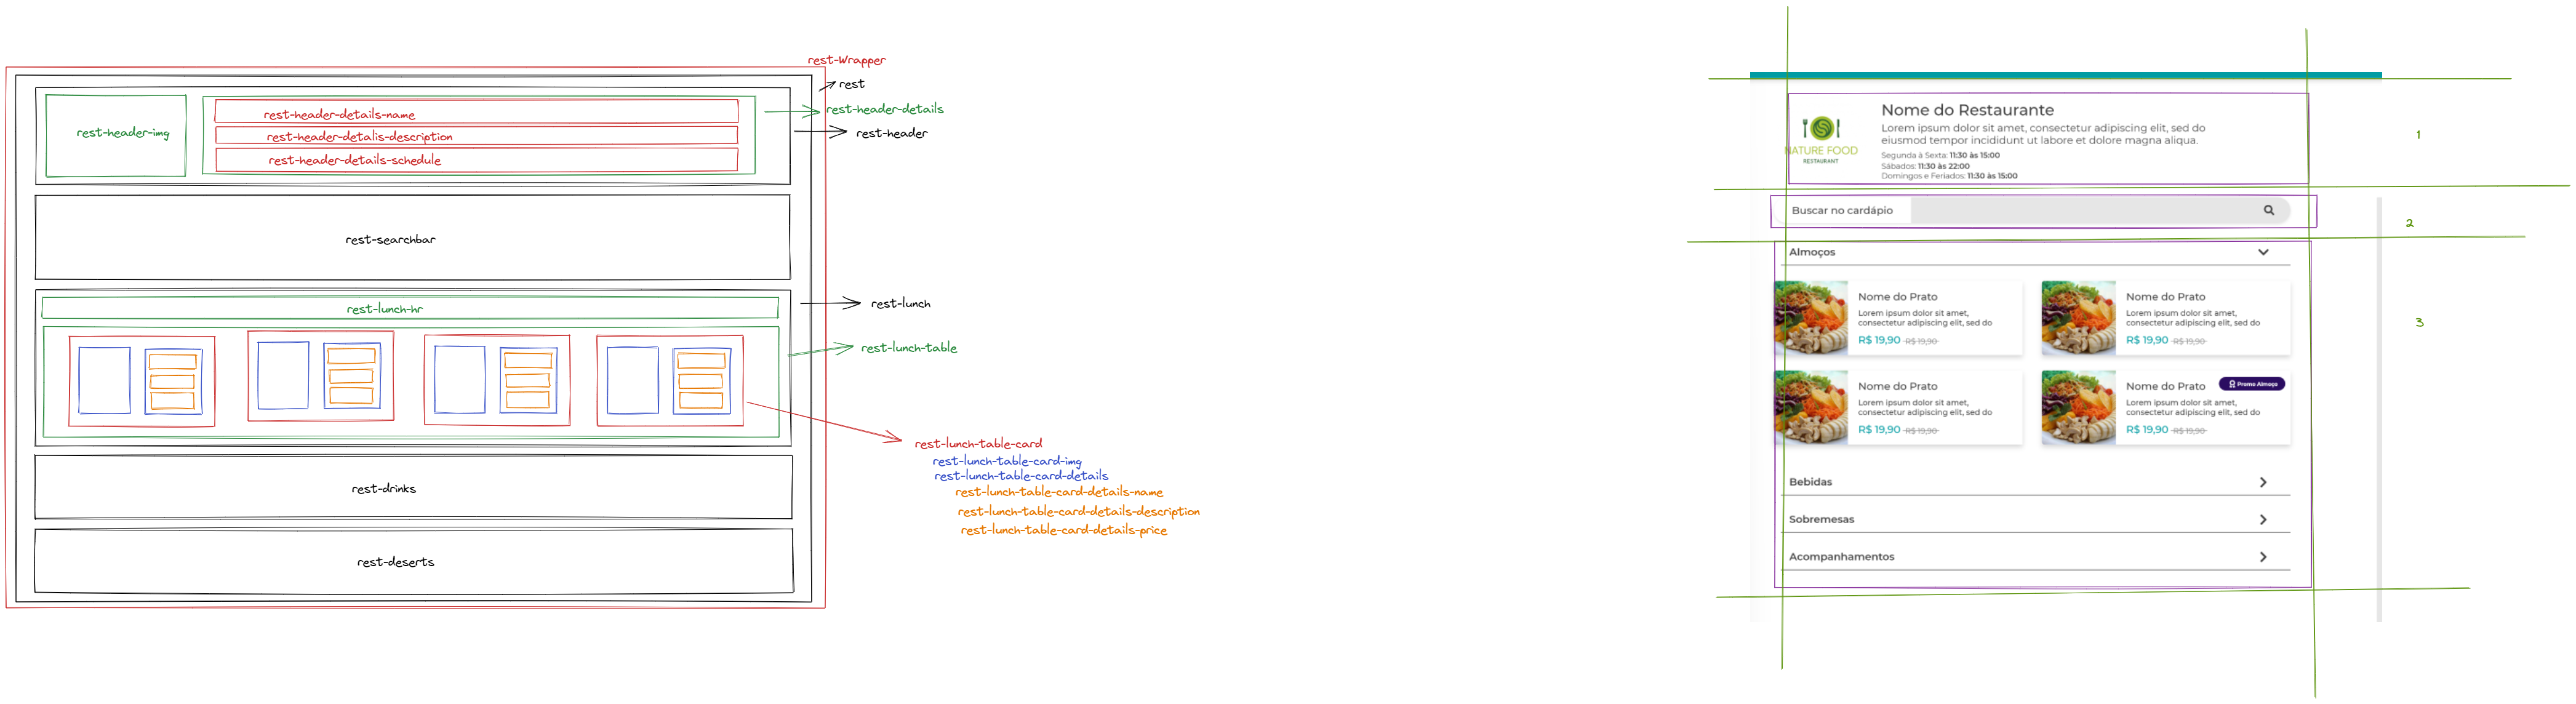 rest-Wrapper
rest
rest-header-details
rest-header
rest-header-img
rest-header-details-name
rest-header-detalis-description
rest-header-details-schedule
rest-searchbar
rest-lunch-hr
rest-lunch
rest-lunch-table
rest-lunch-table-card
rest-lunch-table-card-img
rest-lunch-table-card-details
rest-lunch-table-card-details-name
rest-lunch-table-card-details-description
rest-lunch-table-card-details-price
rest-drinks
rest-deserts
NATURE FOOD
RESTAURANT
Nome do Restaurante
Lorem ipsum dolor sit amet, consectetur adipiscing elit, sed do
eiusmod tempor incididunt ut labore et dolore magna aliqua.
Segunda à Sexta: 11:30 às 15:00
Sábados: 11:30 às 22:00
Domingos e Feriados: 11:30 às 15:00
1
Buscar no cardápio
2
Almoços
3
Nome do Prato
Lorem ipsum dolor sit amet,
consectetur adipiscing elit, sed do
R$ 19,90 R$ 19,90
Nome do Prato
Lorem ipsum dolor sit amet,
consectetur adipiscing elit, sed do
R$ 19,90 R$ 19,90
Nome do Prato
Lorem ipsum dolor sit amet,
consectetur adipiscing elit, sed do
R$ 19,90 R$ 19,90
Nome do Prato
Promo Almoço
Lorem ipsum dolor sit amet,
consectetur adipiscing elit, sed do
R$ 19,90 R$ 19,90
Bebidas
Sobremesas
Acompanhamentos